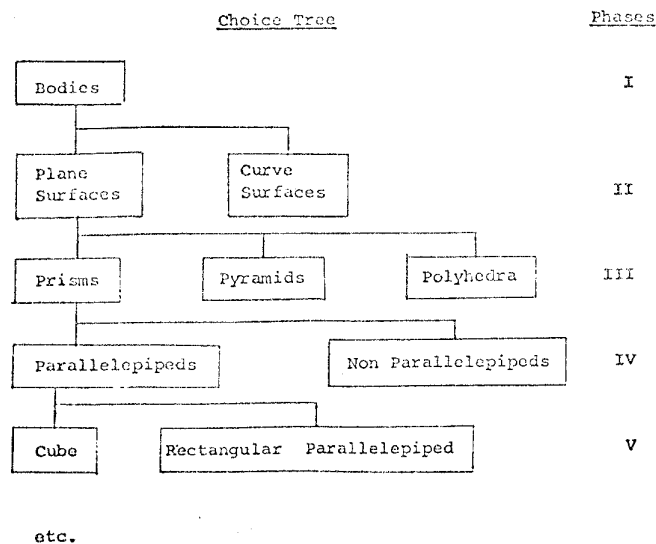 Choice Tree Phases
Bodies I
Plane Curve
Surfaces Surfaces II
Prisms Pyramids Polyhedra III
Parallelepipeds Non Parallelepipeds IV
Cube Rectangular Parallelepiped V
etc.